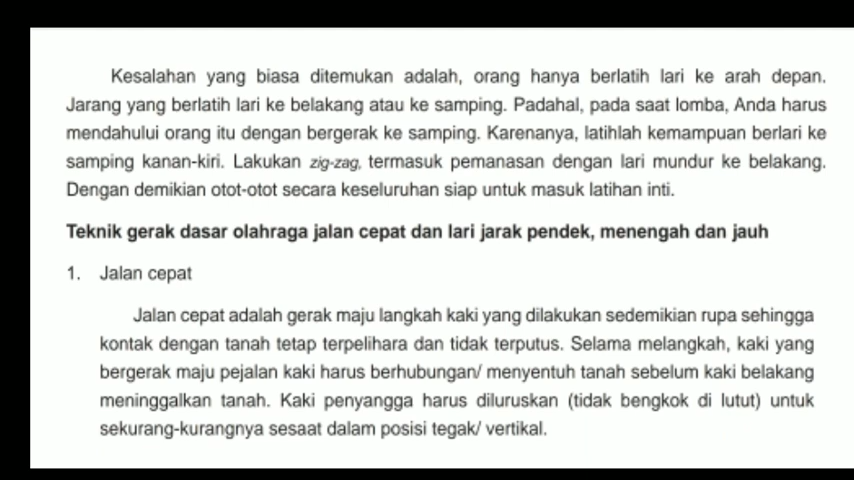 Kesalahan yang biasa ditemukan adalah, orang hanya berlatih lari ke arah depan.
Jarang yang berlatih lari ke belakang atau ke samping. Padahal, pada saat lomba, Anda harus
mendahului orang itu dengan bergerak ke samping. Karenanya, latihlah kemampuan berlari ke
samping kanan-kiri. Lakukan zig-zag, termasuk pemanasan dengan lari mundur ke belakang.
Dengan demikian otot-otot secara keseluruhan siap untuk masuk latihan inti.
Teknik gerak dasar olahraga jalan cepat dan lari jarak pendek, menengah dan jauh
1. Jalan cepat
Jalan cepat adalah gerak maju langkah kaki yang dilakukan sedemikian rupa sehingga
kontak dengan tanah tetap terpelihara dan tidak terputus. Selama melangkah, kaki yang
bergerak maju pejalan kaki harus berhubungan/ menyentuh tanah sebelum kaki belakang
meninggalkan tanah. Kaki penyangga harus diluruskan (tidak bengkok di lutut) untuk
sekurang-kurangnya sesaat dalam posisi tegak/ vertikal.